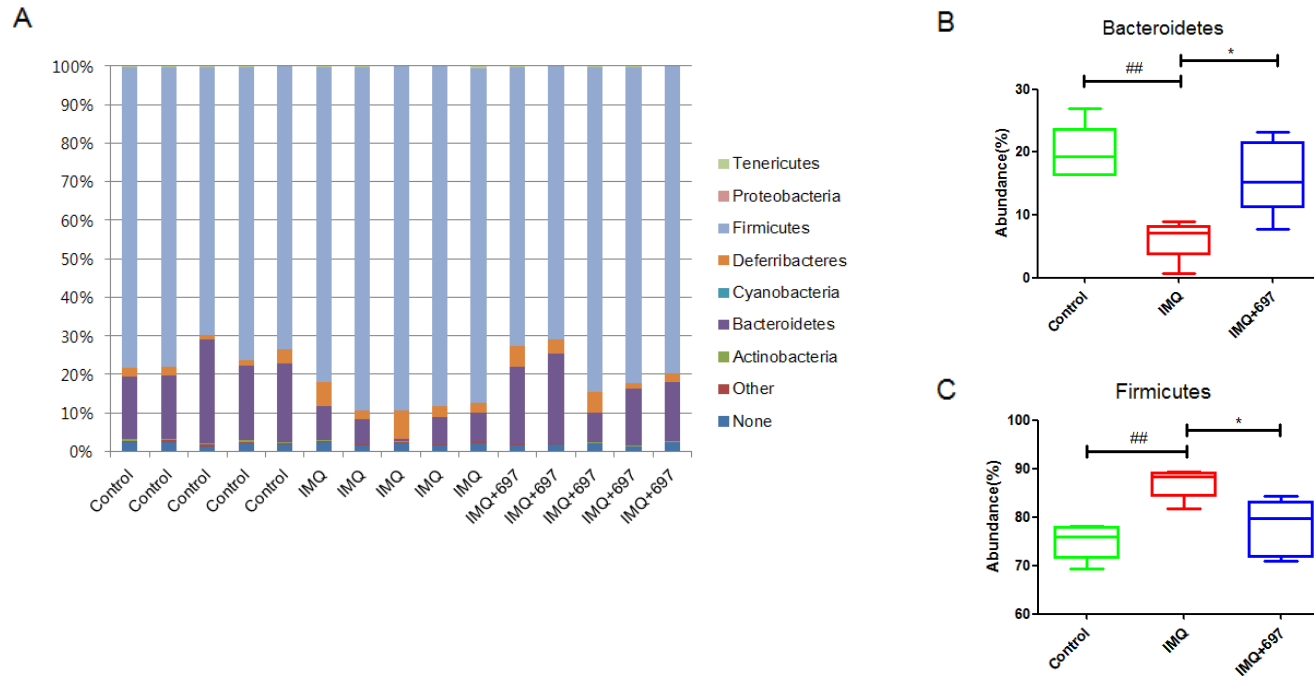 A
100%
90%
80%
70%
60%
50%
40%
30%
20%
10%
0%
Control
Control
Control
Control
Control
IMQ
IMQ
IMQ
IMQ
IMQ
IMQ+697
IMQ+697
IMQ+697
IMQ+697
IMQ+697
Tenericutes
Proteobacteria
Firmicutes
Deferribacteres
Cyanobacteria
Bacteroidetes
Actinobacteria
Other
None
B
Bacteroidetes
##
*
Abundance(%)
30
20
10
0
Control
IMQ
IMQ+697
C
Firmicutes
##
*
Abundance(%)
100
90
80
70
60
Control
IMQ
IMQ+697